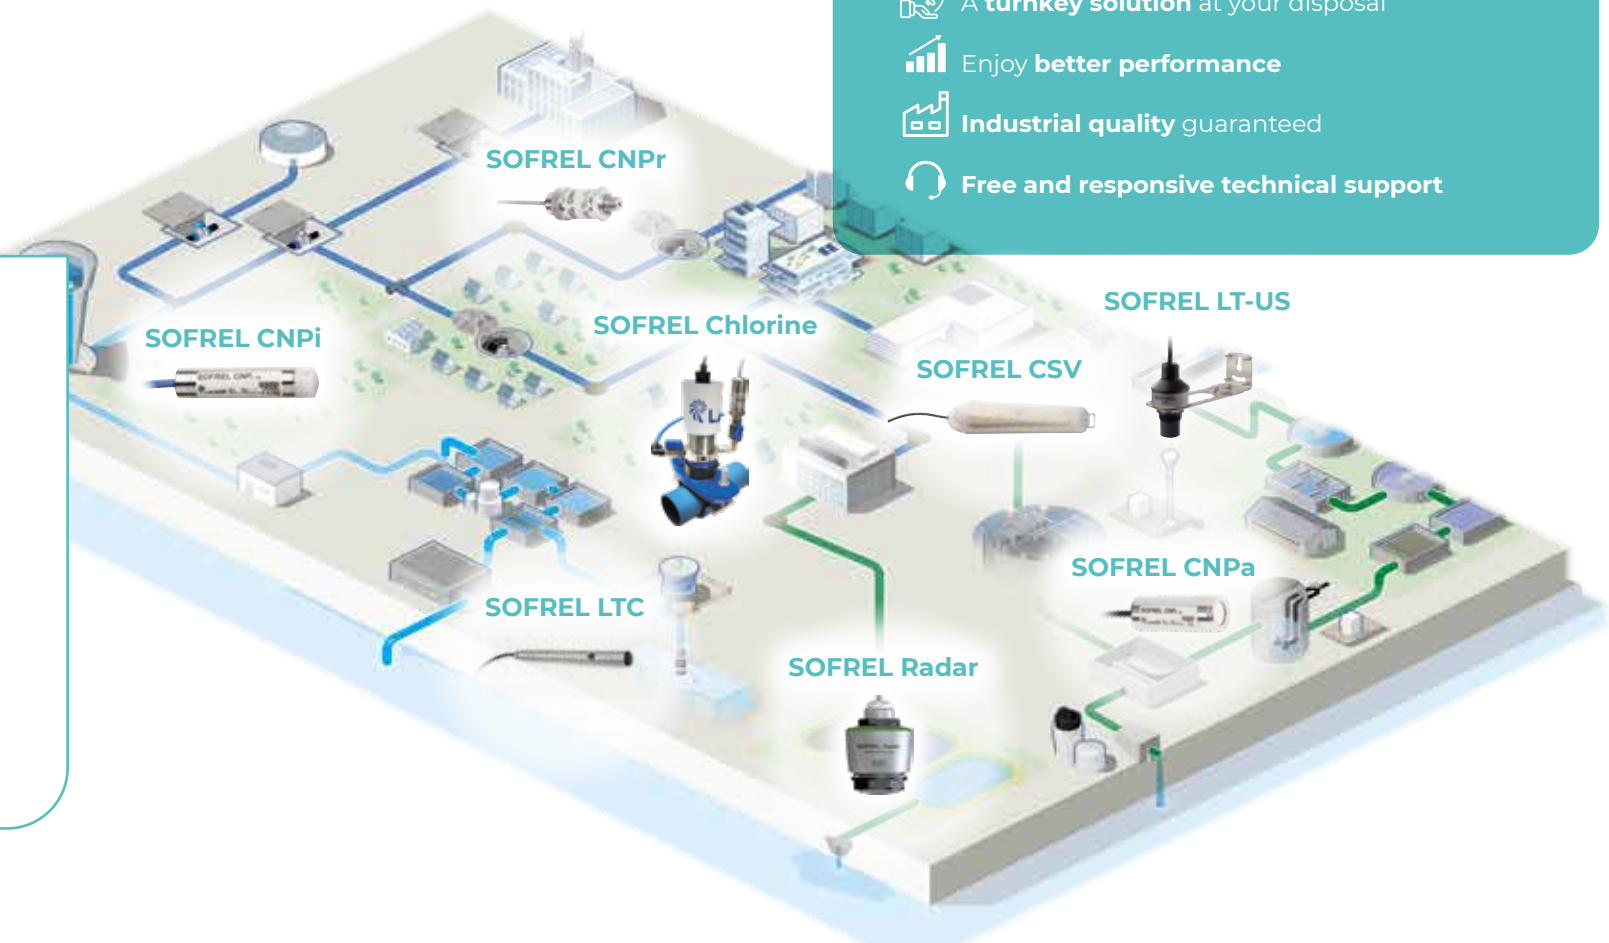 A turnkey solution at your disposal
Enjoy better performance
Industrial quality guaranteed
Free and responsive technical support
SOFREL CNPr
SOFREL LT-US
SOFREL Chlorine
SOFREL CNPi
SOFREL CSV
SOFREL CNPa
SOFREL LTC
SOFREL Radar